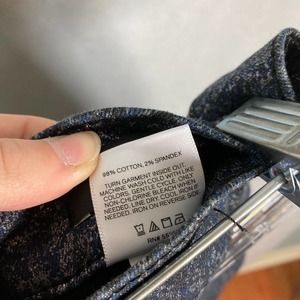 98% COTTON, 2% SPANDEX
TURN GARMENT INSIDE OUT.
MACHINE WASH COLD WITH LIKE
COLORS. GENTLE CYCLE. ONLY
NON-CHLORINE BLEACH WHEN
NEEDED. LINE DRY. COOL IRON IF
NEEDED. IRON ON REVERSE SIDE.
RN#